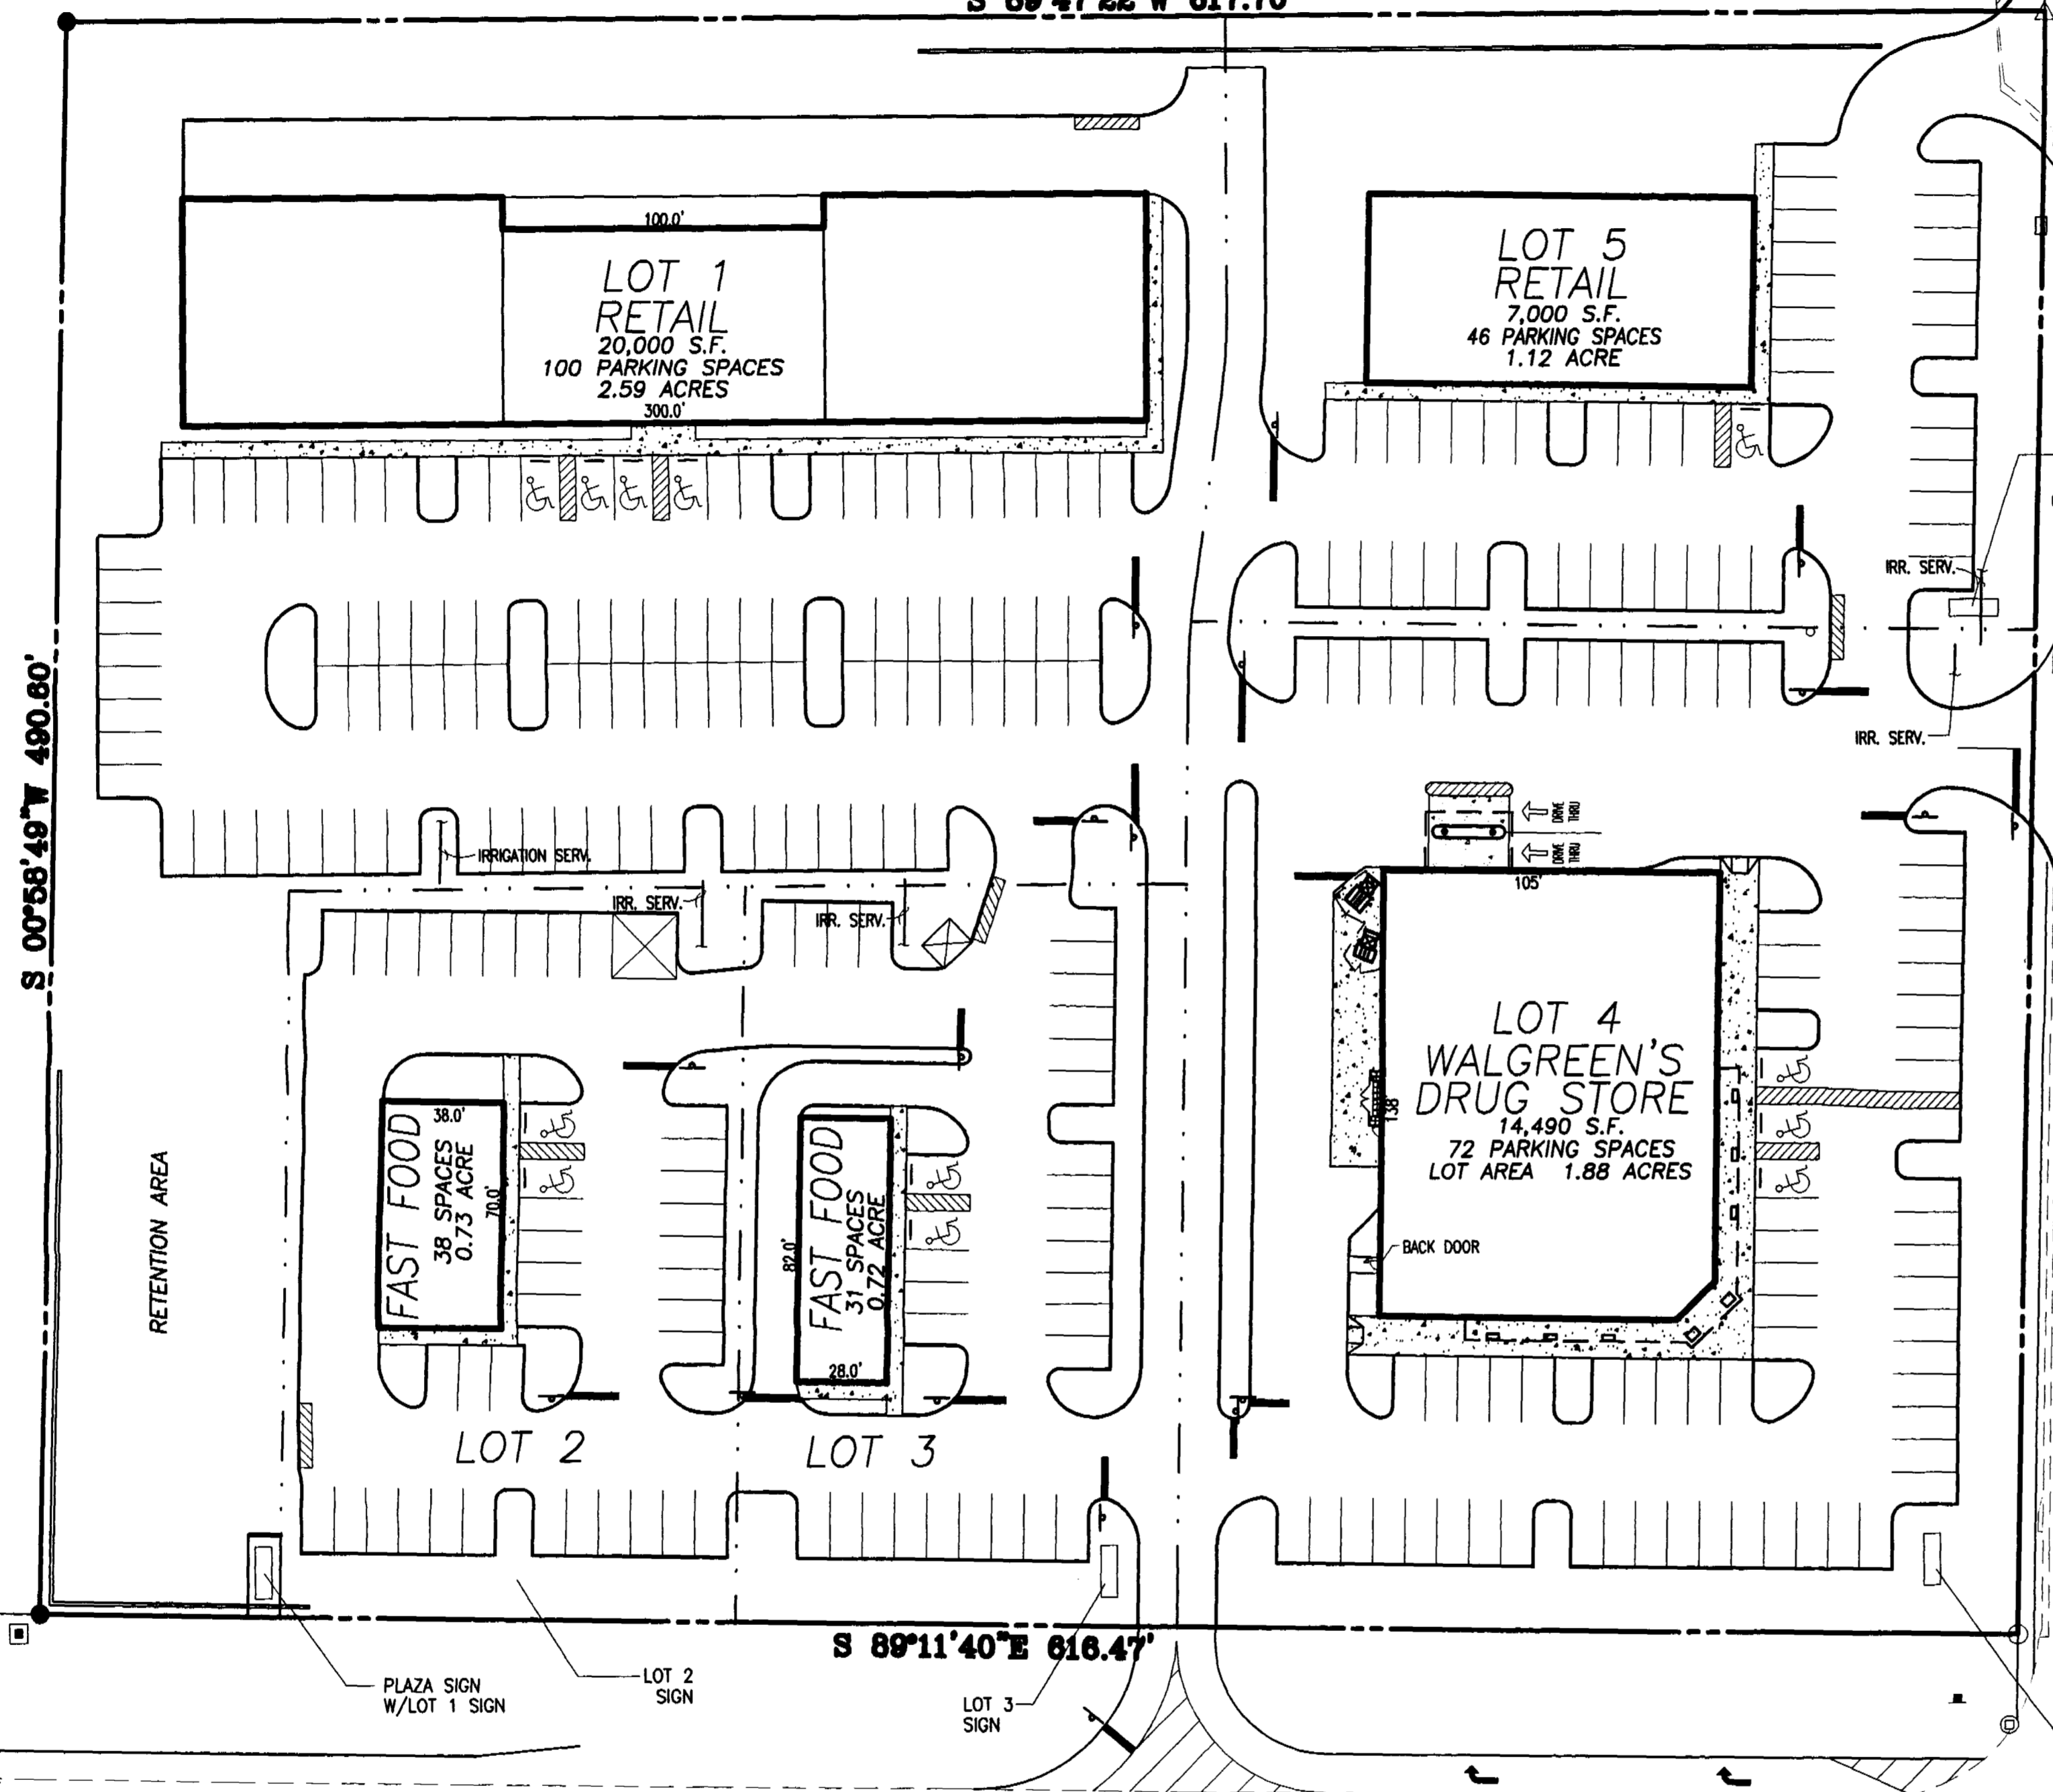 S 89°47'22"W 617.70'
100.0'
LOT 1
RETAIL
20,000 S.F.
100 PARKING SPACES
2.59 ACRES
300.0'
LOT 5
RETAIL
7,000 S.F.
46 PARKING SPACES
1.12 ACRE
IRR. SERV.
IRR. SERV.
S 00°58'49"W 490.60'
DRIVE
THRU
DRIVE
THRU
IRRIGATION SERV.
IRR. SERV.
IRR. SERV.
105'
LOT 4
WALGREEN'S
DRUG STORE
14,490 S.F.
72 PARKING SPACES
LOT AREA 1.88 ACRES
138'
BACK DOOR
RETENTION AREA
38.0'
FAST FOOD
38 SPACES
0.73 ACRE
70.0'
82.0'
FAST FOOD
31 SPACES
0.72 ACRE
28.0'
LOT 2
LOT 3
S 89°11'40"E 616.47'
PLAZA SIGN
W/LOT 1 SIGN
LOT 2
SIGN
LOT 3
SIGN